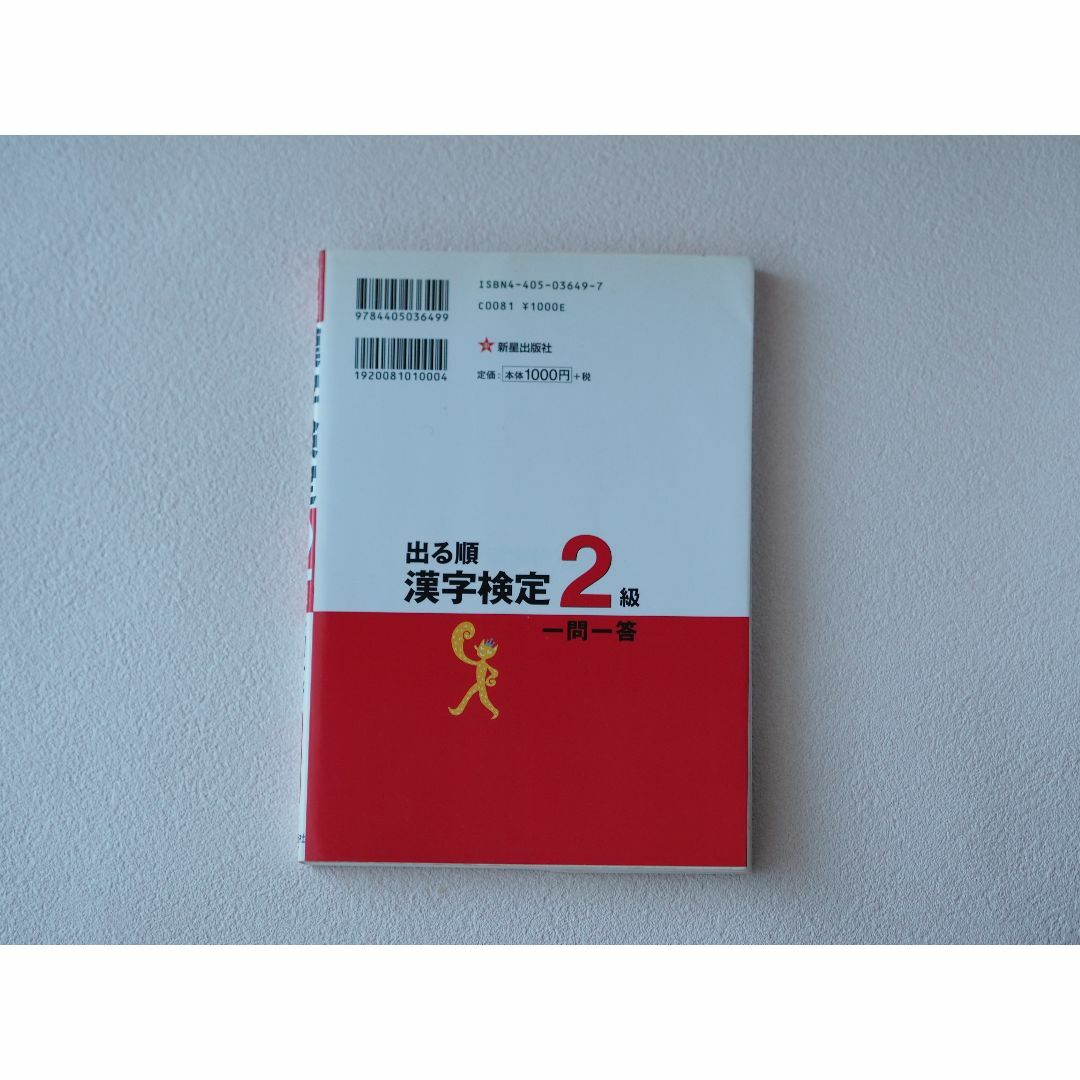 ISBN4-405-03649-7
C0081 ¥1000E
9784405036499
新星出版社
1920081010004
定価：本体1000円＋税
出る順
漢字検定2級
一問一答
社